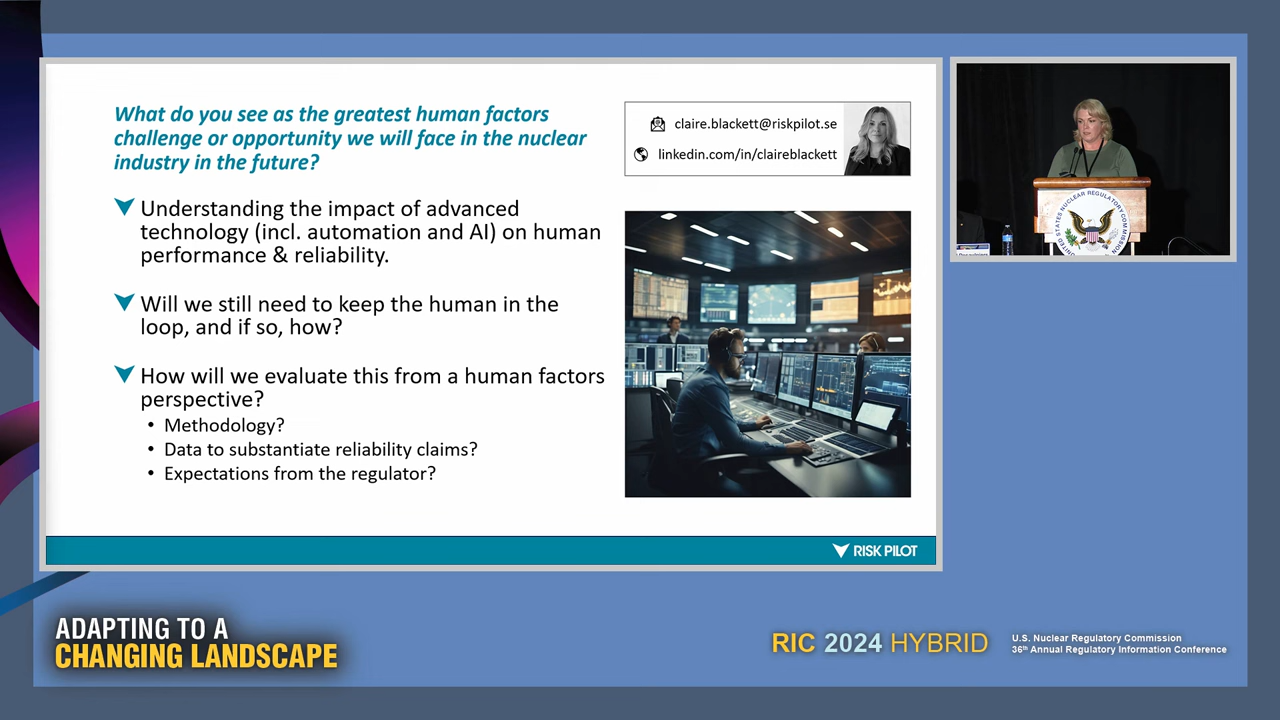 What do you see as the greatest human factors
challenge or opportunity we will face in the nuclear
industry in the future?
claire.blackett@riskpilot.se
linkedin.com/in/claireblackett
Understanding the impact of advanced
technology (incl. automation and AI) on human
performance & reliability.
Will we still need to keep the human in the
loop, and if so, how?
How will we evaluate this from a human factors
perspective?
• Methodology?
• Data to substantiate reliability claims?
• Expectations from the regulator?
RISK PILOT
UNITED STATES NUCLEAR REGULATORY COMMISSION
ADAPTING TO A
CHANGING LANDSCAPE
RIC 2024 HYBRID
U.S. Nuclear Regulatory Commission
36th Annual Regulatory Information Conference